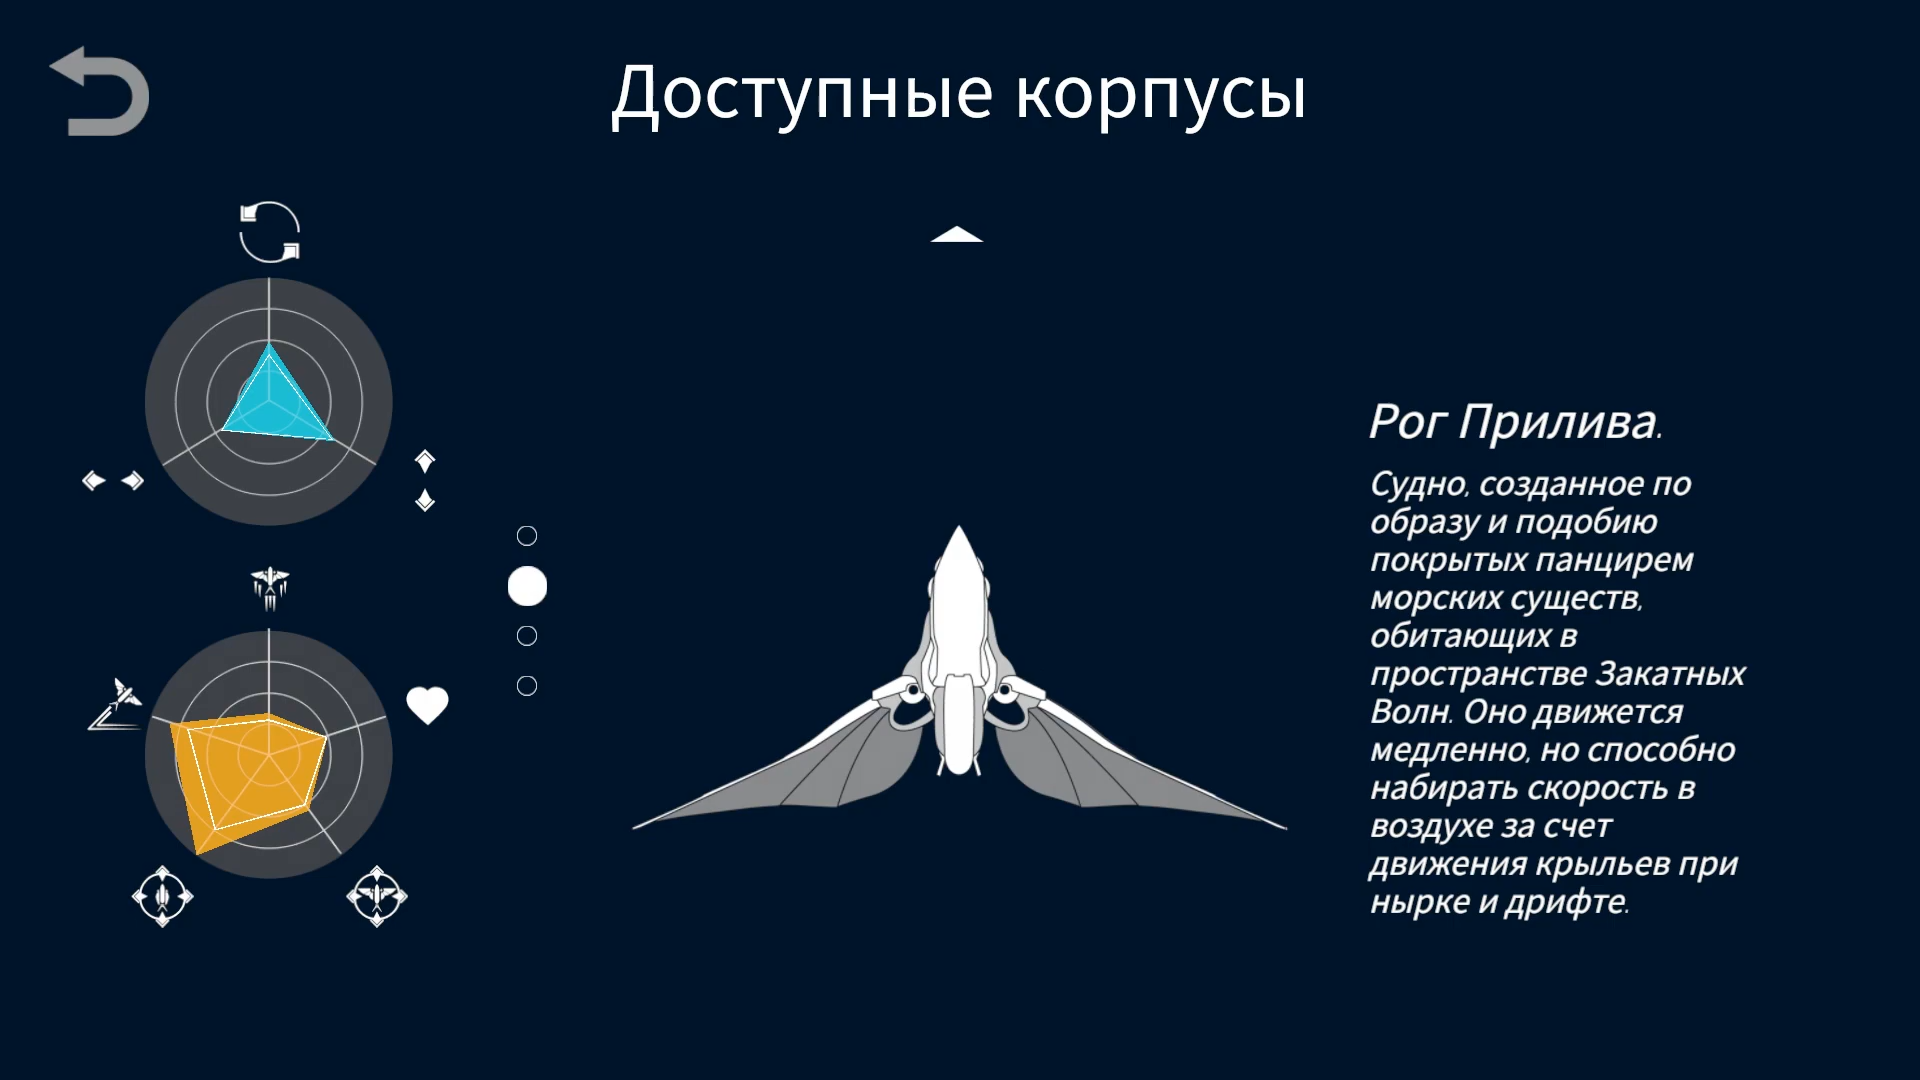 Доступные корпусы
Рог Прилива.
Судно, созданное по
образу и подобию
покрытых панцирем
морских существ,
обитающих в
пространстве Закатных
Волн. Оно движется
медленно, но способно
набирать скорость в
воздухе за счет
движения крыльев при
нырке и дрифте.